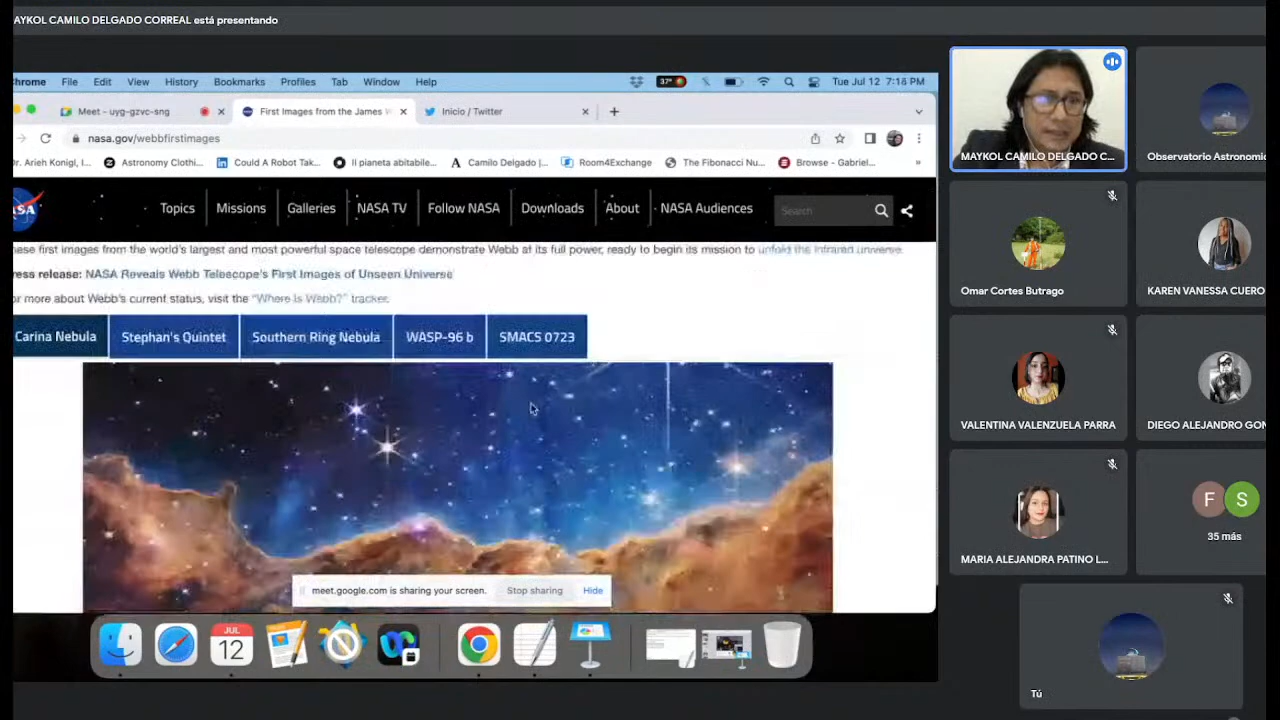 AYKOL CAMILO DELGADO CORREAL está presentando
hrome File Edit View History Bookmarks Profiles Tab Window Help 37° Tue Jul 12 7:18 PM
Meet - uyg-gzvc-sng First Images from the James W Inicio / Twitter
nasa.gov/webbfirstimages
r. Arieh Konigl, I... Astronomy Clothi... Could A Robot Tak... Il pianeta abitabile... Camilo Delgado |... Room4Exchange The Fibonacci Nu... Browse - Gabriel... »
Topics Missions Galleries NASA TV Follow NASA Downloads About NASA Audiences Search
ese first images from the world's largest and most powerful space telescope demonstrate Webb at its full power, ready to begin its mission to unfold the infrared universe.
ress release: NASA Reveals Webb Telescope's First Images of Unseen Universe
or more about Webb's current status, visit the "Where Is Webb?" tracker.
Carina Nebula Stephan's Quintet Southern Ring Nebula WASP-96 b SMACS 0723
meet.google.com is sharing your screen. Stop sharing Hide
JUL
12
MAYKOL CAMILO DELGADO C...
Observatorio Astronomic
Omar Cortes Butrago
KAREN VANESSA CUERO
VALENTINA VALENZUELA PARRA
DIEGO ALEJANDRO GON
MARIA ALEJANDRA PATINO L...
F S
35 más
Tú